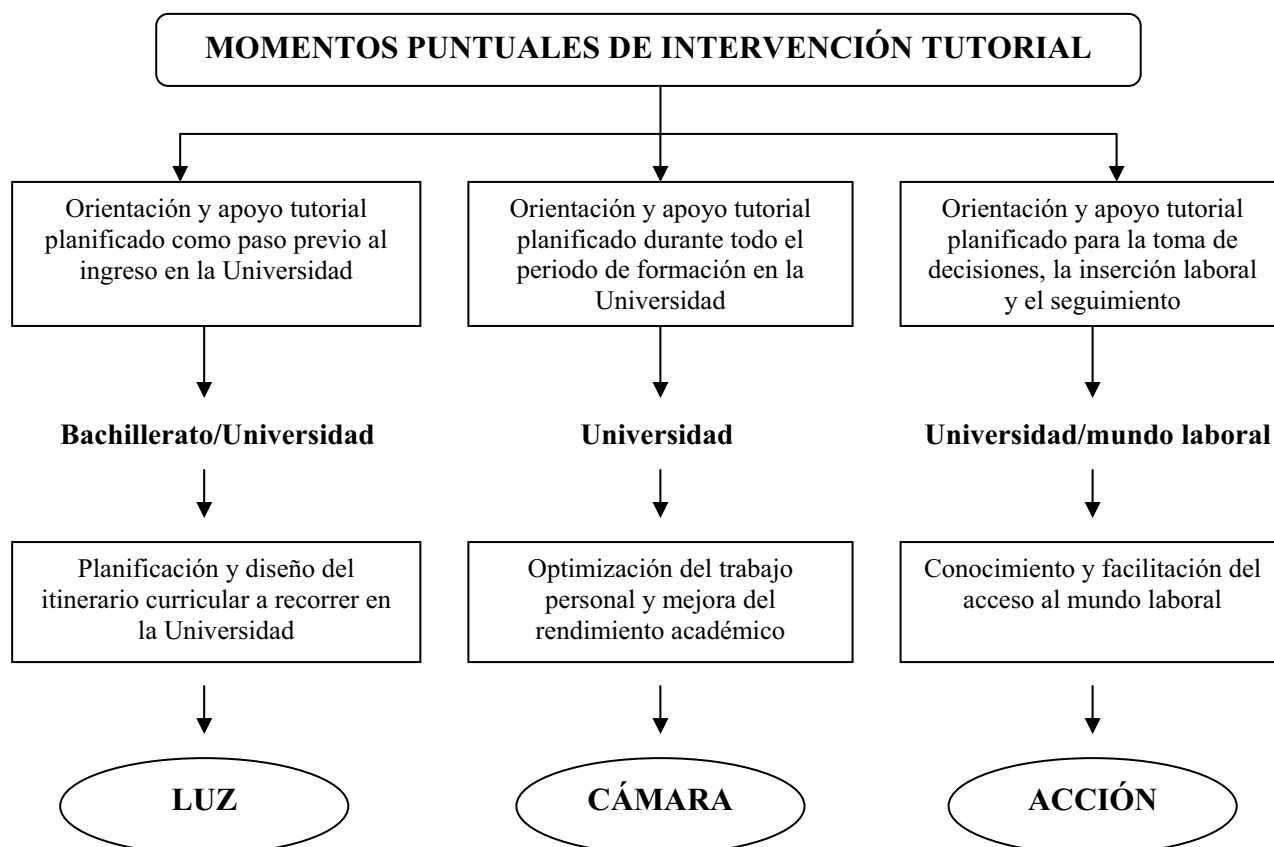 MOMENTOS PUNTUALES DE INTERVENCIÓN TUTORIAL
Orientación y apoyo tutorial
planificado como paso previo al
ingreso en la Universidad
Orientación y apoyo tutorial
planificado durante todo el
periodo de formación en la
Universidad
Orientación y apoyo tutorial
planificado para la toma de
decisiones, la inserción laboral
y el seguimiento
Bachillerato/Universidad
Universidad
Universidad/mundo laboral
Planificación y diseño del
itinerario curricular a recorrer en
la Universidad
Optimización del trabajo
personal y mejora del
rendimiento académico
Conocimiento y facilitación del
acceso al mundo laboral
LUZ
CÁMARA
ACCIÓN